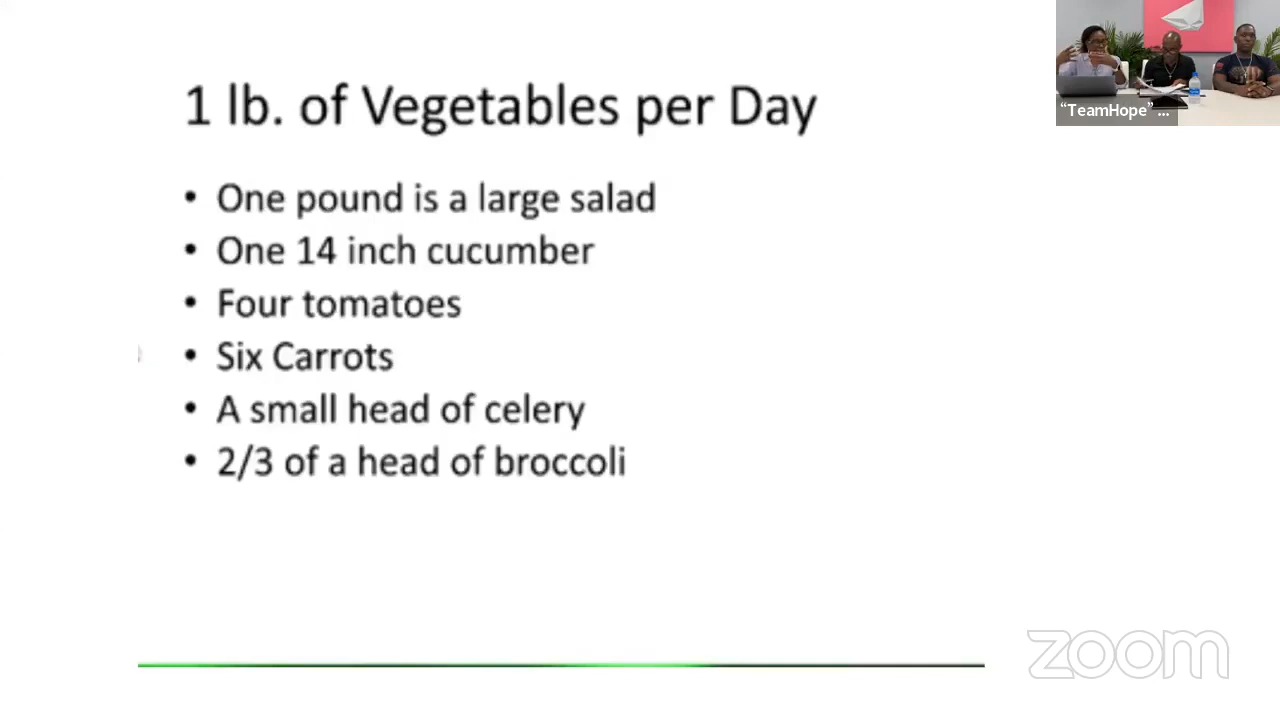 1 lb. of Vegetables per Day
• One pound is a large salad
• One 14 inch cucumber
• Four tomatoes
• Six Carrots
• A small head of celery
• 2/3 of a head of broccoli
“TeamHope” ...
zoom